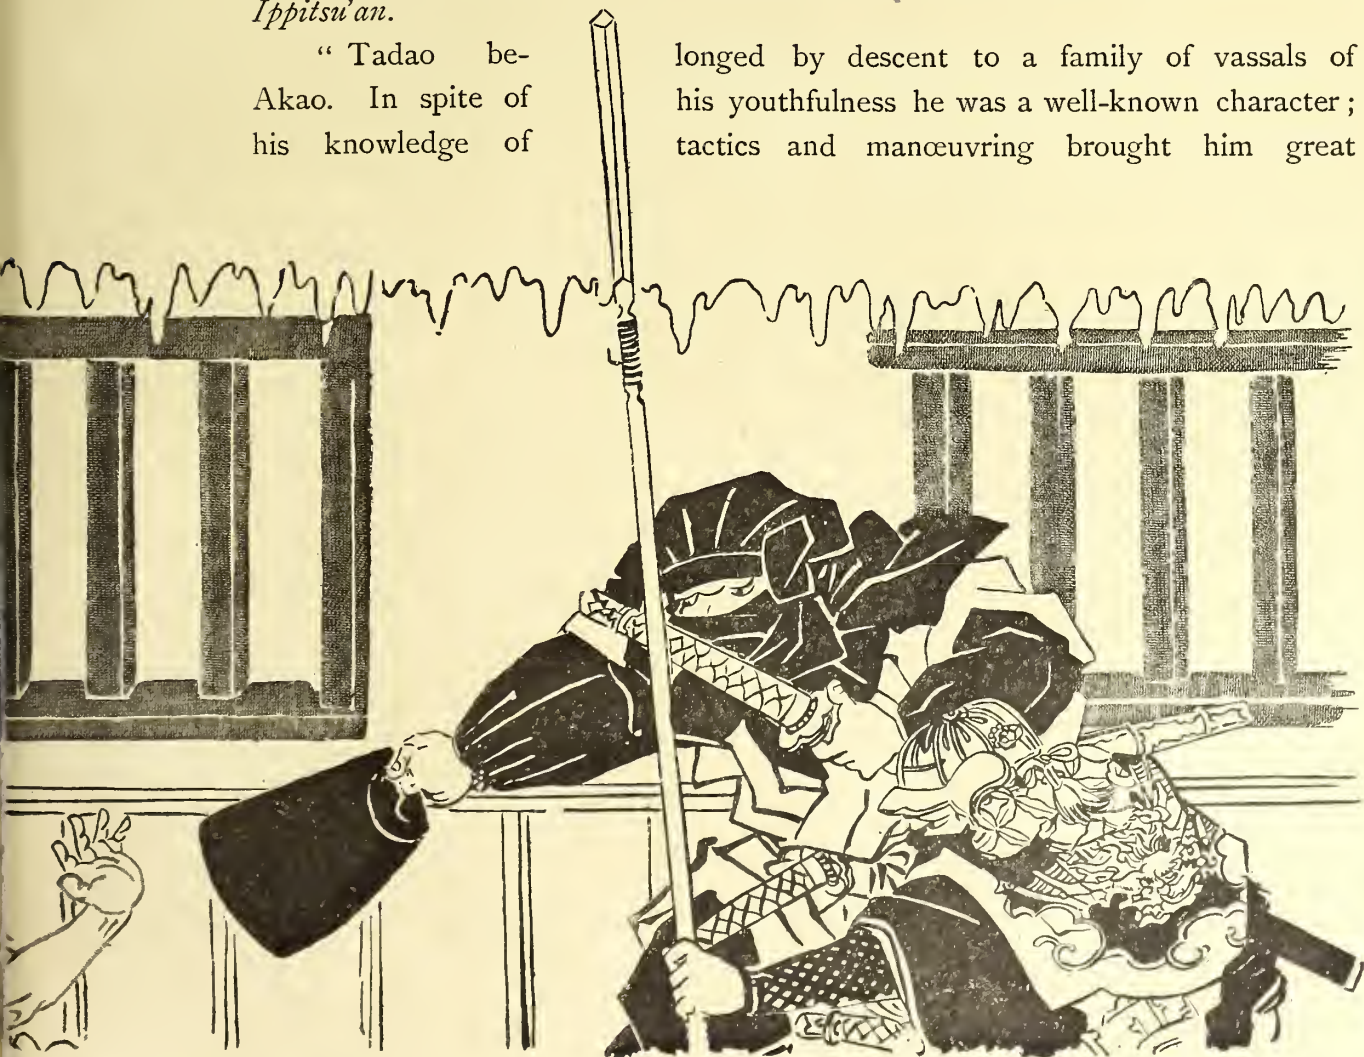 Ippitsu'an.
“ Tadao be- longed by descent to a family of vassals of
Akao. In spite of his youthfulness he was a well-known character ;
his knowledge of tactics and manœuvring brought him great